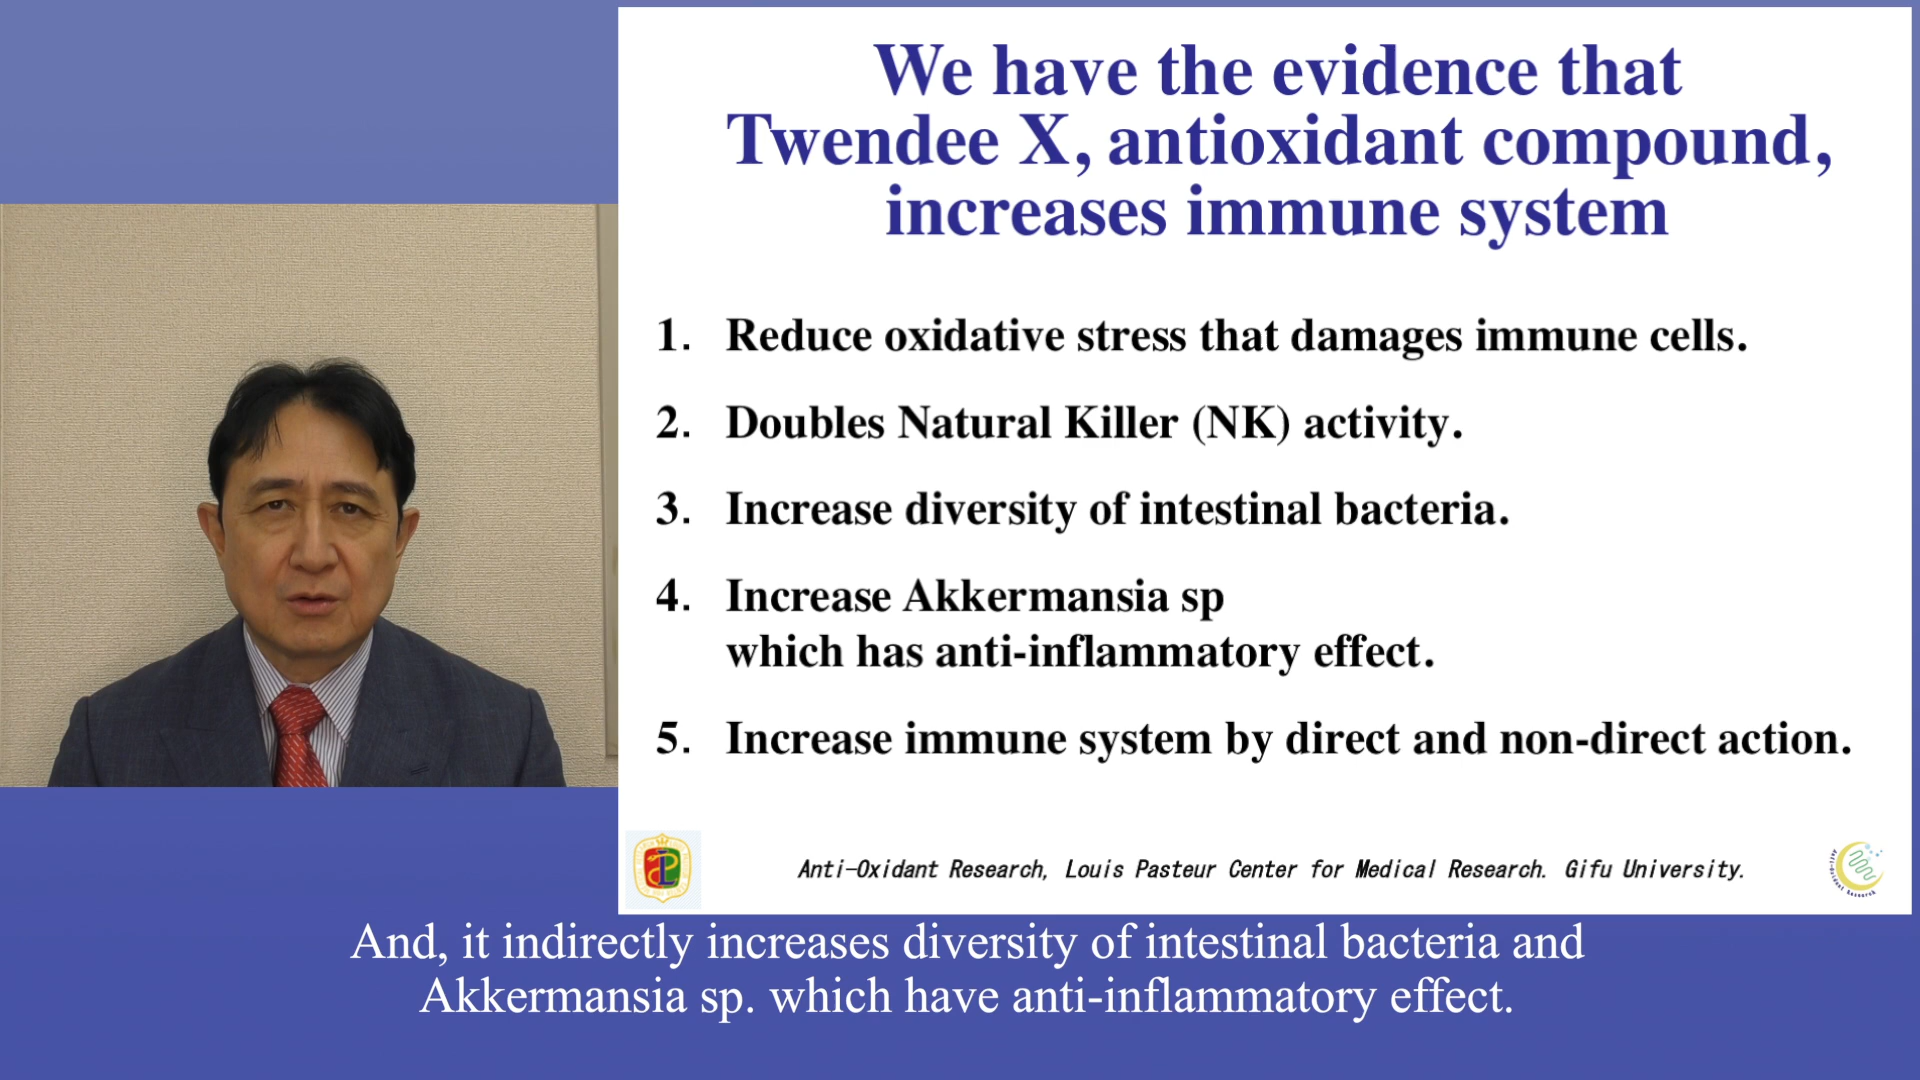 We have the evidence that
Twendee X, antioxidant compound,
increases immune system
1. Reduce oxidative stress that damages immune cells.
2. Doubles Natural Killer (NK) activity.
3. Increase diversity of intestinal bacteria.
4. Increase Akkermansia sp
which has anti-inflammatory effect.
5. Increase immune system by direct and non-direct action.
Anti-Oxidant Research, Louis Pasteur Center for Medical Research. Gifu University.
Anti-Oxidant Research
And, it indirectly increases diversity of intestinal bacteria and
Akkermansia sp. which have anti-inflammatory effect.